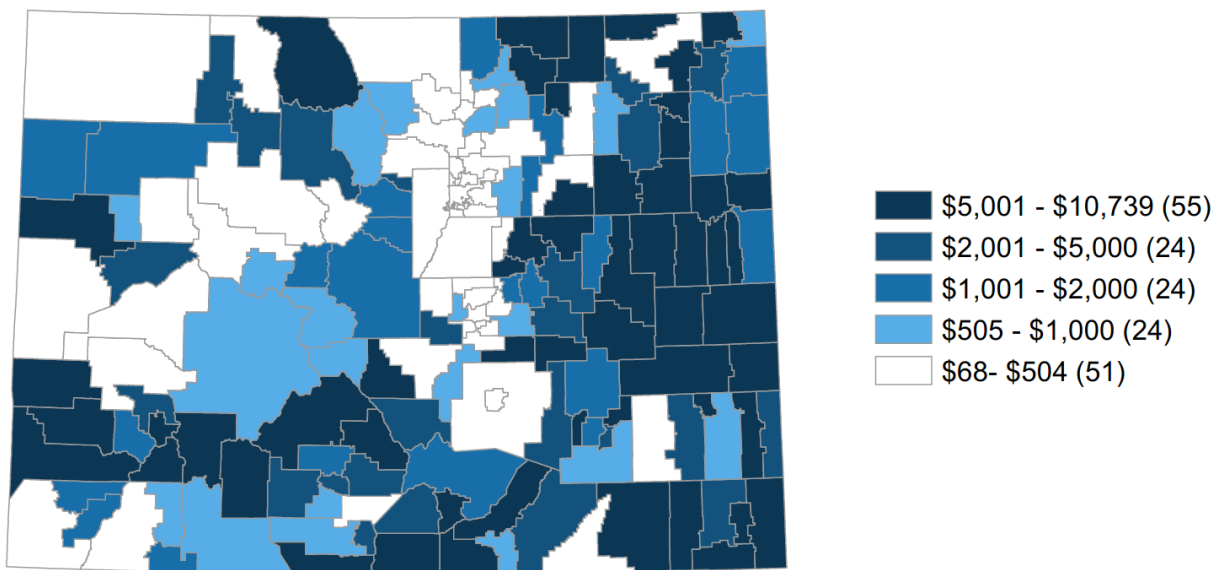 $5,001 - $10,739 (55)
$2,001 - $5,000 (24)
$1,001 - $2,000 (24)
$505 - $1,000 (24)
$68- $504 (51)